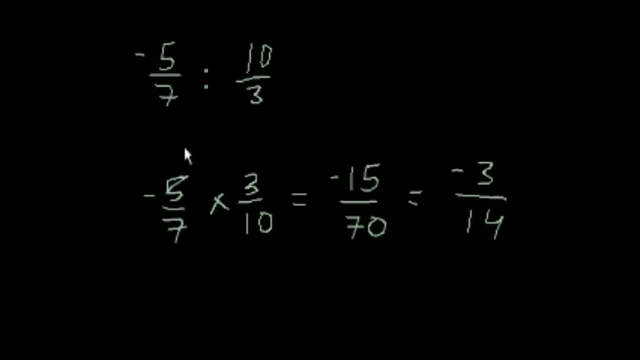 -5/7 : 10/3
-5/7 × 3/10 = -15/70 = -3/14